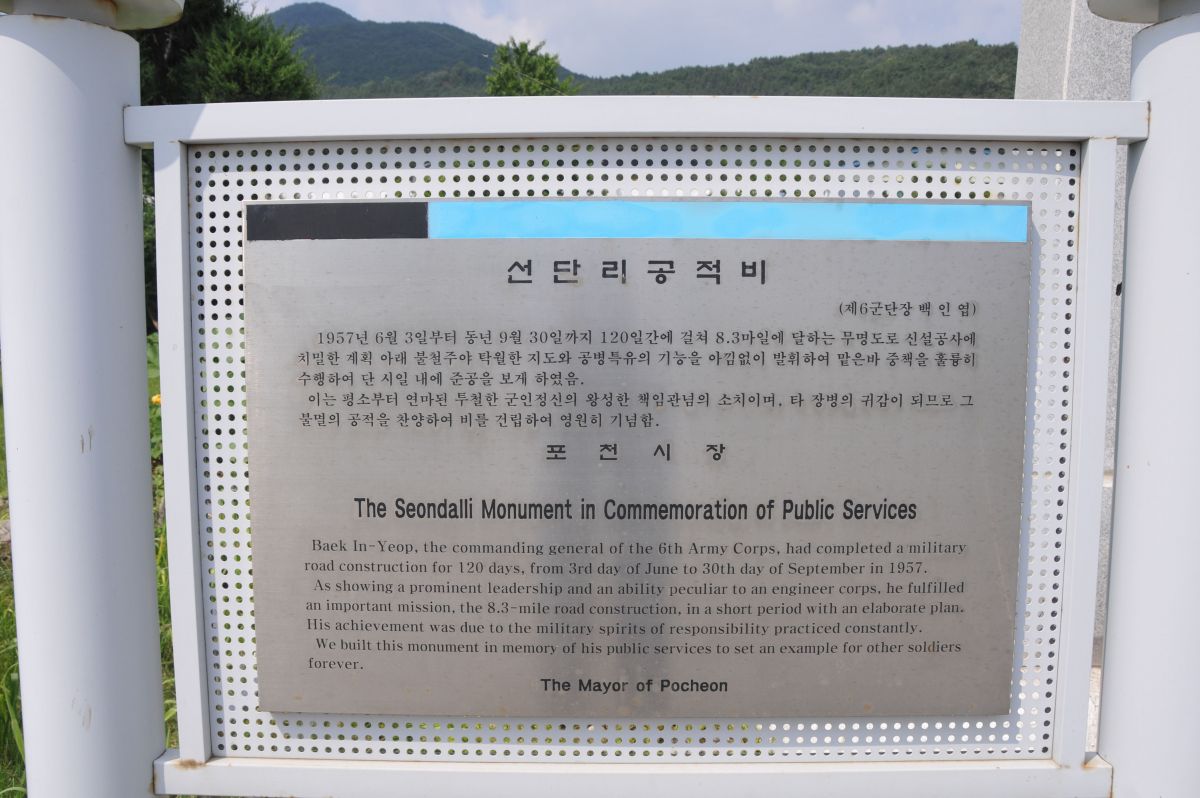 선단리공적비
(제6군단장 백 인 엽)
1957년 6월 3일부터 동년 9월 30일까지 120일간에 걸쳐 8.3마일에 달하는 무명도로 신설공사에
치밀한 계획 아래 불철주야 탁월한 지도와 공병특유의 기능을 아낌없이 발휘하여 맡은바 중책을 훌륭히
수행하여 단 시일 내에 준공을 보게 하였음.
이는 평소부터 연마된 투철한 군인정신의 왕성한 책임관념의 소치이며, 타 장병의 귀감이 되므로 그
불멸의 공적을 찬양하여 비를 건립하여 영원히 기념함.
포 천 시 장
The Seondalli Monument in Commemoration of Public Services
Baek In-Yeop, the commanding general of the 6th Army Corps, had completed a military
road construction for 120 days, from 3rd day of June to 30th day of September in 1957.
As showing a prominent leadership and an ability peculiar to an engineer corps, he fulfilled
an important mission, the 8.3-mile road construction, in a short period with an elaborate plan.
His achievement was due to the military spirits of responsibility practiced constantly.
We built this monument in memory of his public services to set an example for other soldiers
forever.
The Mayor of Pocheon